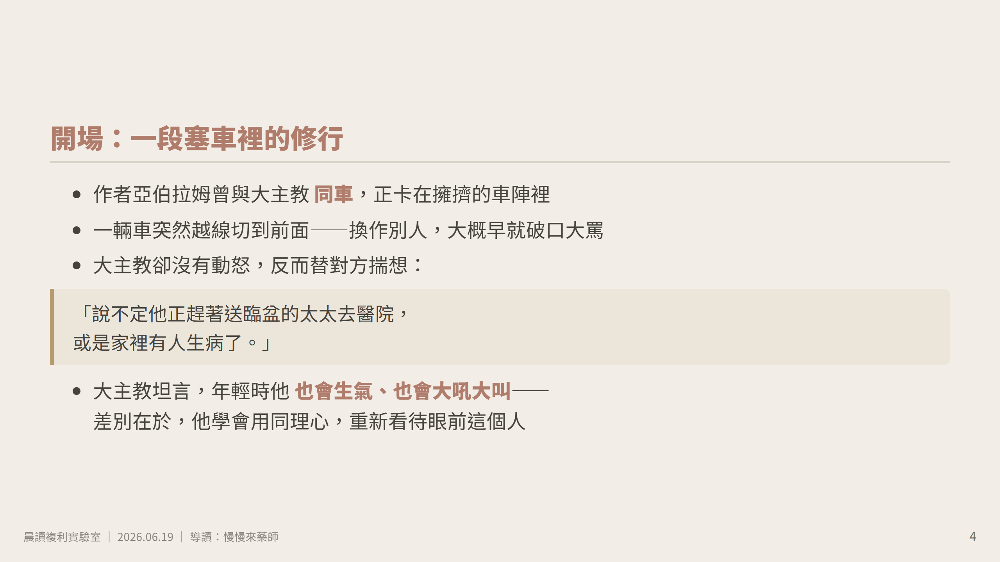 開場：一段塞車裡的修行
作者亞伯拉姆曾與大主教 同車，正卡在擁擠的車陣裡
一輛車突然越線切到前面——換作別人，大概早就破口大罵
大主教卻沒有動怒，反而替對方揣想：
「說不定他正趕著送臨盆的太太去醫院，
或是家裡有人生病了。」
大主教坦言，年輕時他 也會生氣、也會大吼大叫——
差別在於，他學會用同理心，重新看待眼前這個人
晨讀複利實驗室｜2026.06.19｜導讀：慢慢來藥師
4